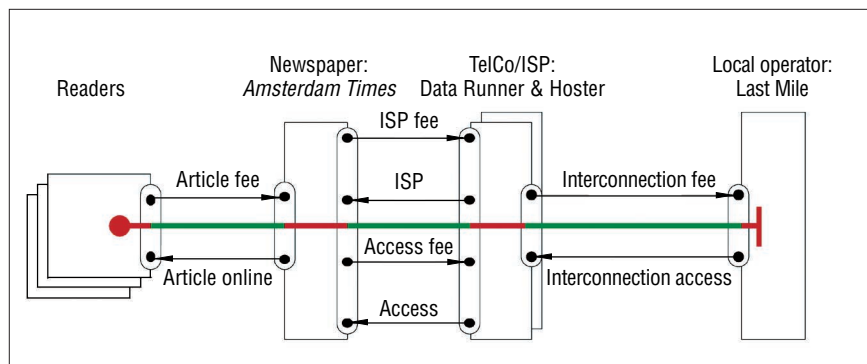 Readers
Newspaper:
Amsterdam Times
TelCo/ISP:
Data Runner & Hoster
Local operator:
Last Mile
ISP fee
Article fee
ISP
Interconnection fee
Access fee
Article online
Interconnection access
Access